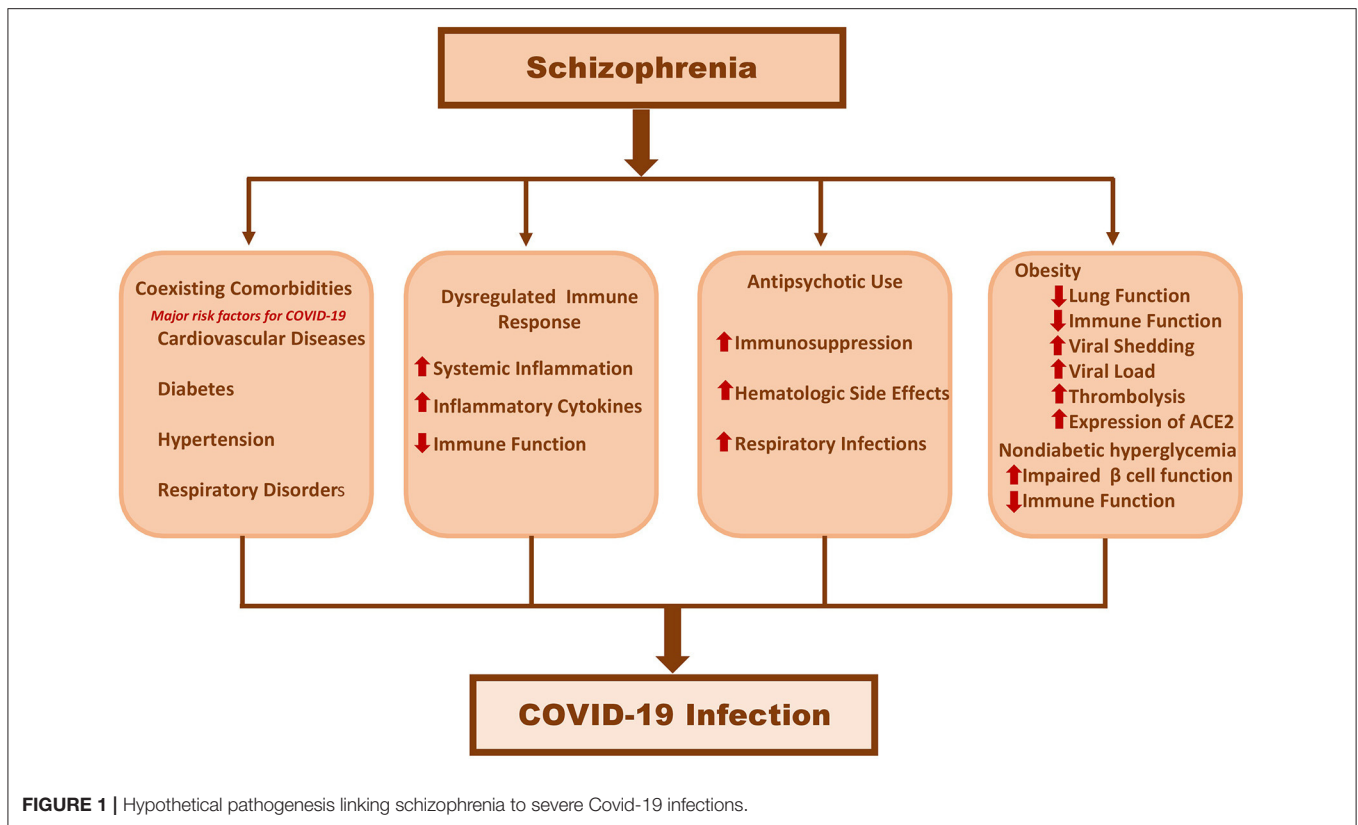 Schizophrenia
Coexisting Comorbidities
Major risk factors for COVID-19
Cardiovascular Diseases
Diabetes
Hypertension
Respiratory Disorders
Dysregulated Immune
Response
Systemic Inflammation
Inflammatory Cytokines
Immune Function
Antipsychotic Use
Immunosuppression
Hematologic Side Effects
Respiratory Infections
Obesity
Lung Function
Immune Function
Viral Shedding
Viral Load
Thrombolysis
Expression of ACE2
Nondiabetic hyperglycemia
Impaired β cell function
Immune Function
COVID-19 Infection
FIGURE 1 | Hypothetical pathogenesis linking schizophrenia to severe Covid-19 infections.